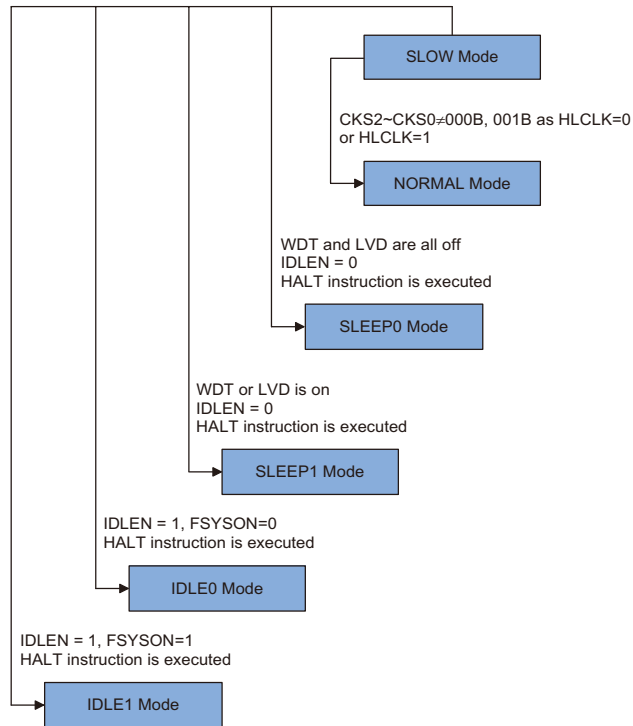 SLOW Mode
CKS2~CKS0≠000B, 001B as HLCLK=0
or HLCLK=1
NORMAL Mode
WDT and LVD are all off
IDLEN = 0
HALT instruction is executed
SLEEP0 Mode
WDT or LVD is on
IDLEN = 0
HALT instruction is executed
SLEEP1 Mode
IDLEN = 1, FSYSON=0
HALT instruction is executed
IDLE0 Mode
IDLEN = 1, FSYSON=1
HALT instruction is executed
IDLE1 Mode